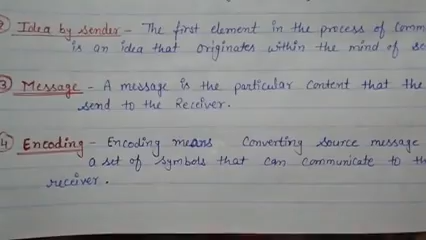 Idea by sender - The first element in the process of Comm
is an idea that originates within the mind of se
③ Message - A message is the particular Content that the
send to the Receiver.
4 Encoding - Encoding means Converting source message
a set of symbols that can communicate to th
receiver.